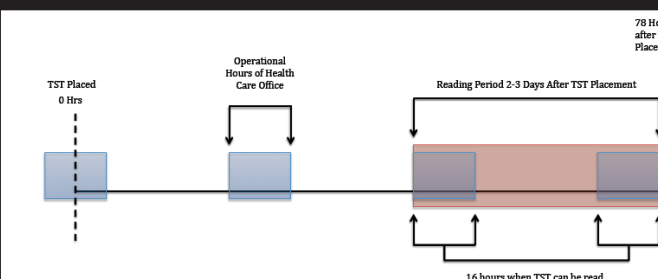 78 Ho
after
Place
Operational
Hours of Health
Care Office
TST Placed
0 Hrs
Reading Period 2-3 Days After TST Placement
16 hours when TST can be read